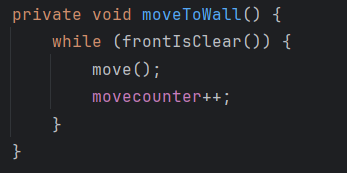 private void moveToWall() {
    while (frontIsClear()) {
        move();
        movecounter++;
    }
}